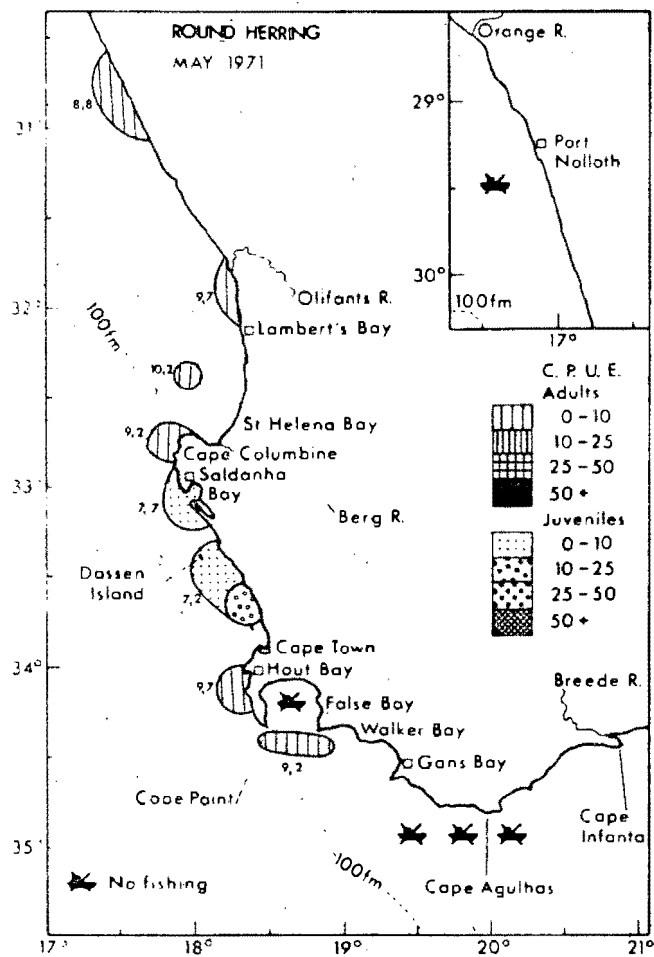 ROUND HERRING
MAY 1971
Orange R.
29°
Port
Nolloth
30°
100fm
17°
8,8
31°
9,7
Olifants R.
32°
Lambert's Bay
100fm
10,2
C. P. U. E.
Adults
0-10
10-25
25-50
50+
Juveniles
0-10
10-25
25-50
50+
St Helena Bay
9,2
Cape Columbine
Saldanha
Bay
33°
7,7
Berg R.
Dassen
Island
7,2
Cape Town
34°
Hout Bay
9,7
False Bay
Breede R.
Walker Bay
9,2
Gans Bay
Cape Point
Cape
Infanta
35°
No fishing
100fm
Cape Agulhas
17°
18°
19°
20°
21°